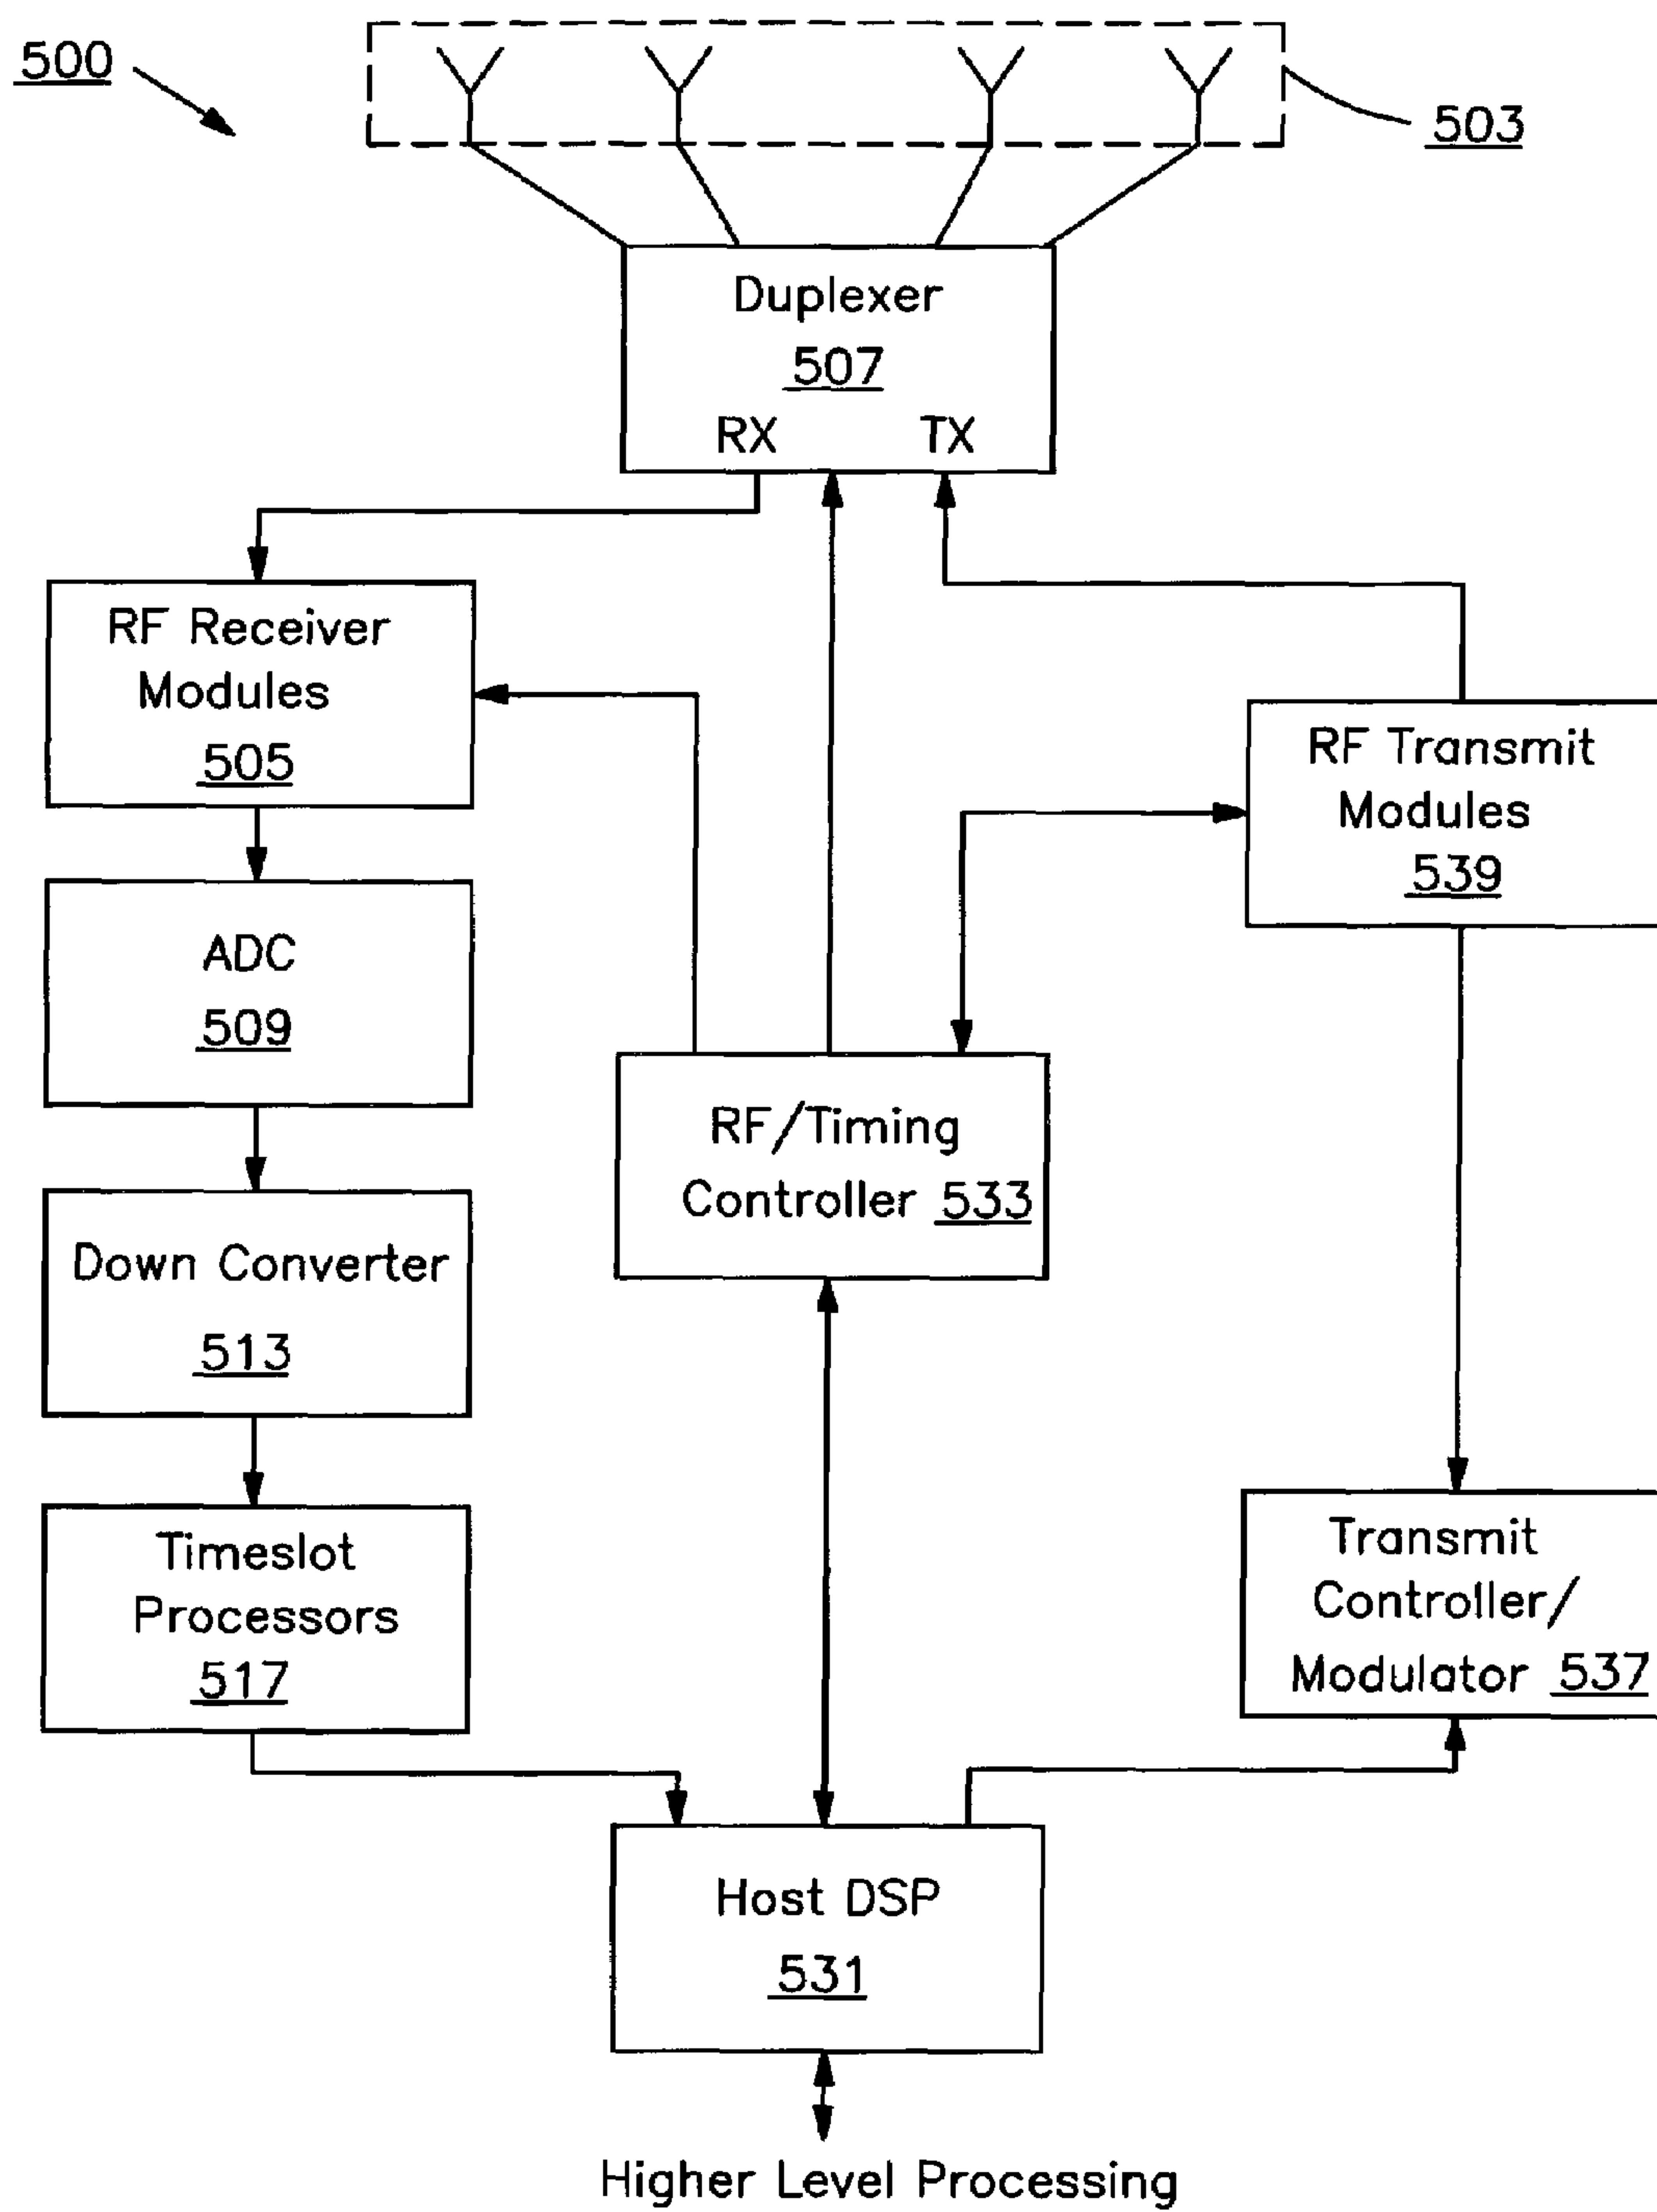 500
503
Duplexer
507
RX TX
RF Receiver
Modules
505
RF Transmit
Modules
539
ADC
509
RF/Timing
Controller 533
Down Converter
513
Timeslot
Processors
517
Transmit
Controller/
Modulator 537
Host DSP
531
Higher Level Processing